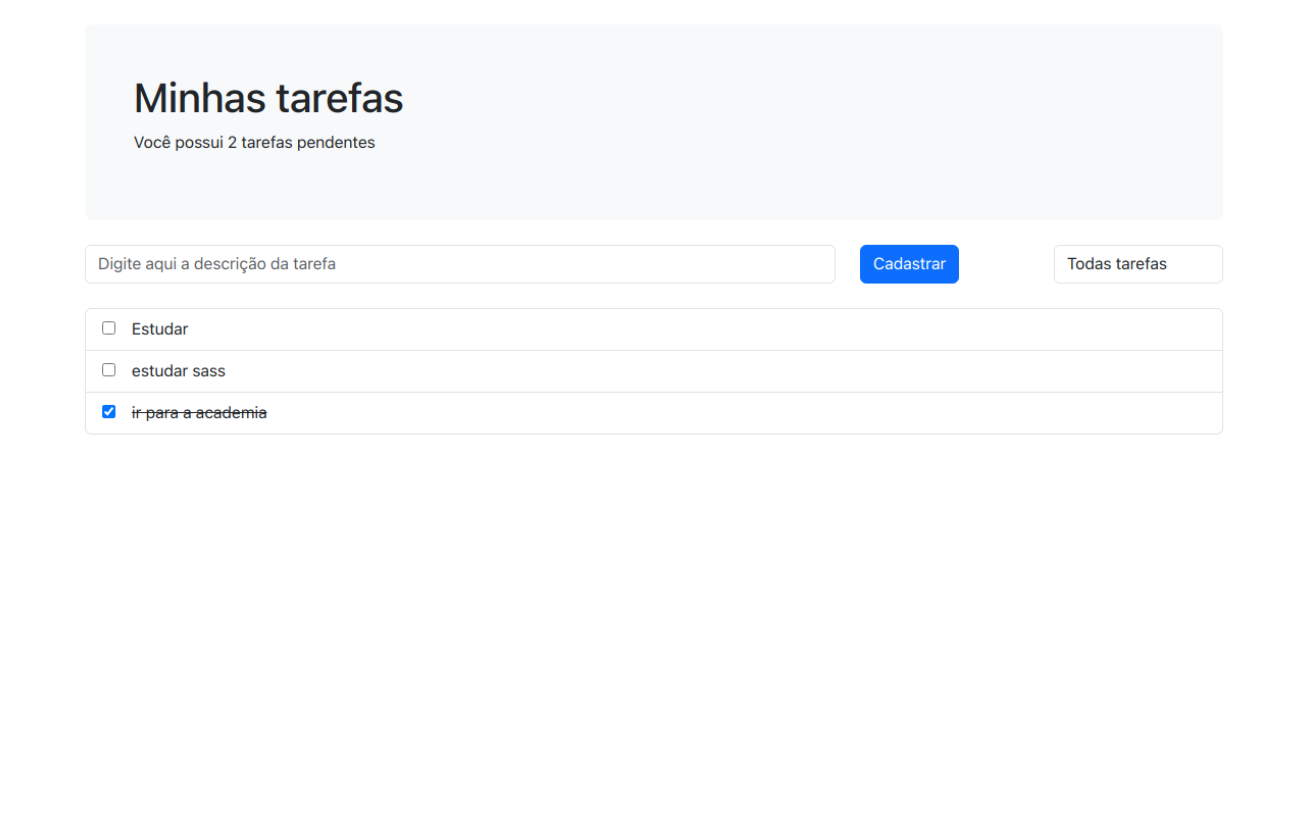 Minhas tarefas
Você possui 2 tarefas pendentes
Digite aqui a descrição da tarefa
Cadastrar
Todas tarefas
Estudar
estudar sass
ir para a academia